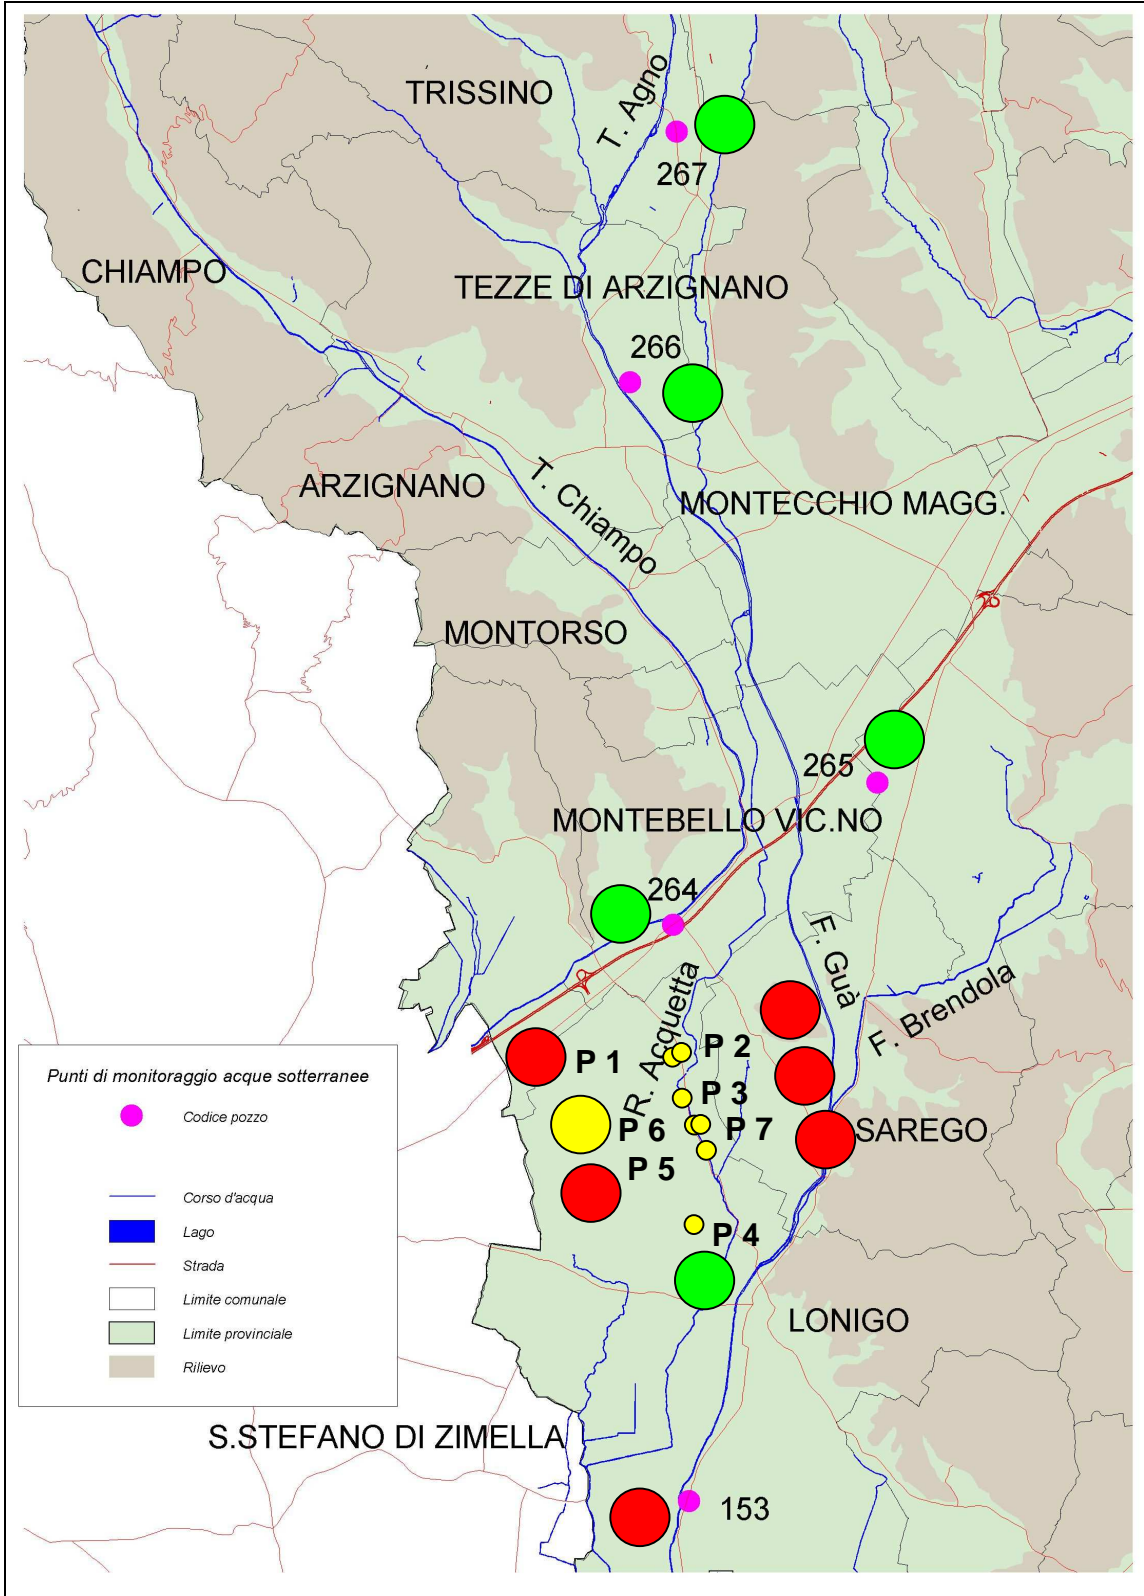 TRISSINO
T. Agno
267
CHIAMPO
TEZZE DI ARZIGNANO
266
ARZIGNANO
T. Chiampo
MONTECCHIO MAGG.
MONTORSO
265
MONTEBELLO VIC.NO
264
F. Guà
F. Brendola
R. Acquetta
P 1
P 2
P 3
P 6
P 7
SAREGO
P 5
P 4
LONIGO
Punti di monitoraggio acque sotterranee
Codice pozzo
Corso d'acqua
Lago
Strada
Limite comunale
Limite provinciale
Rilievo
S.STEFANO DI ZIMELLA
153